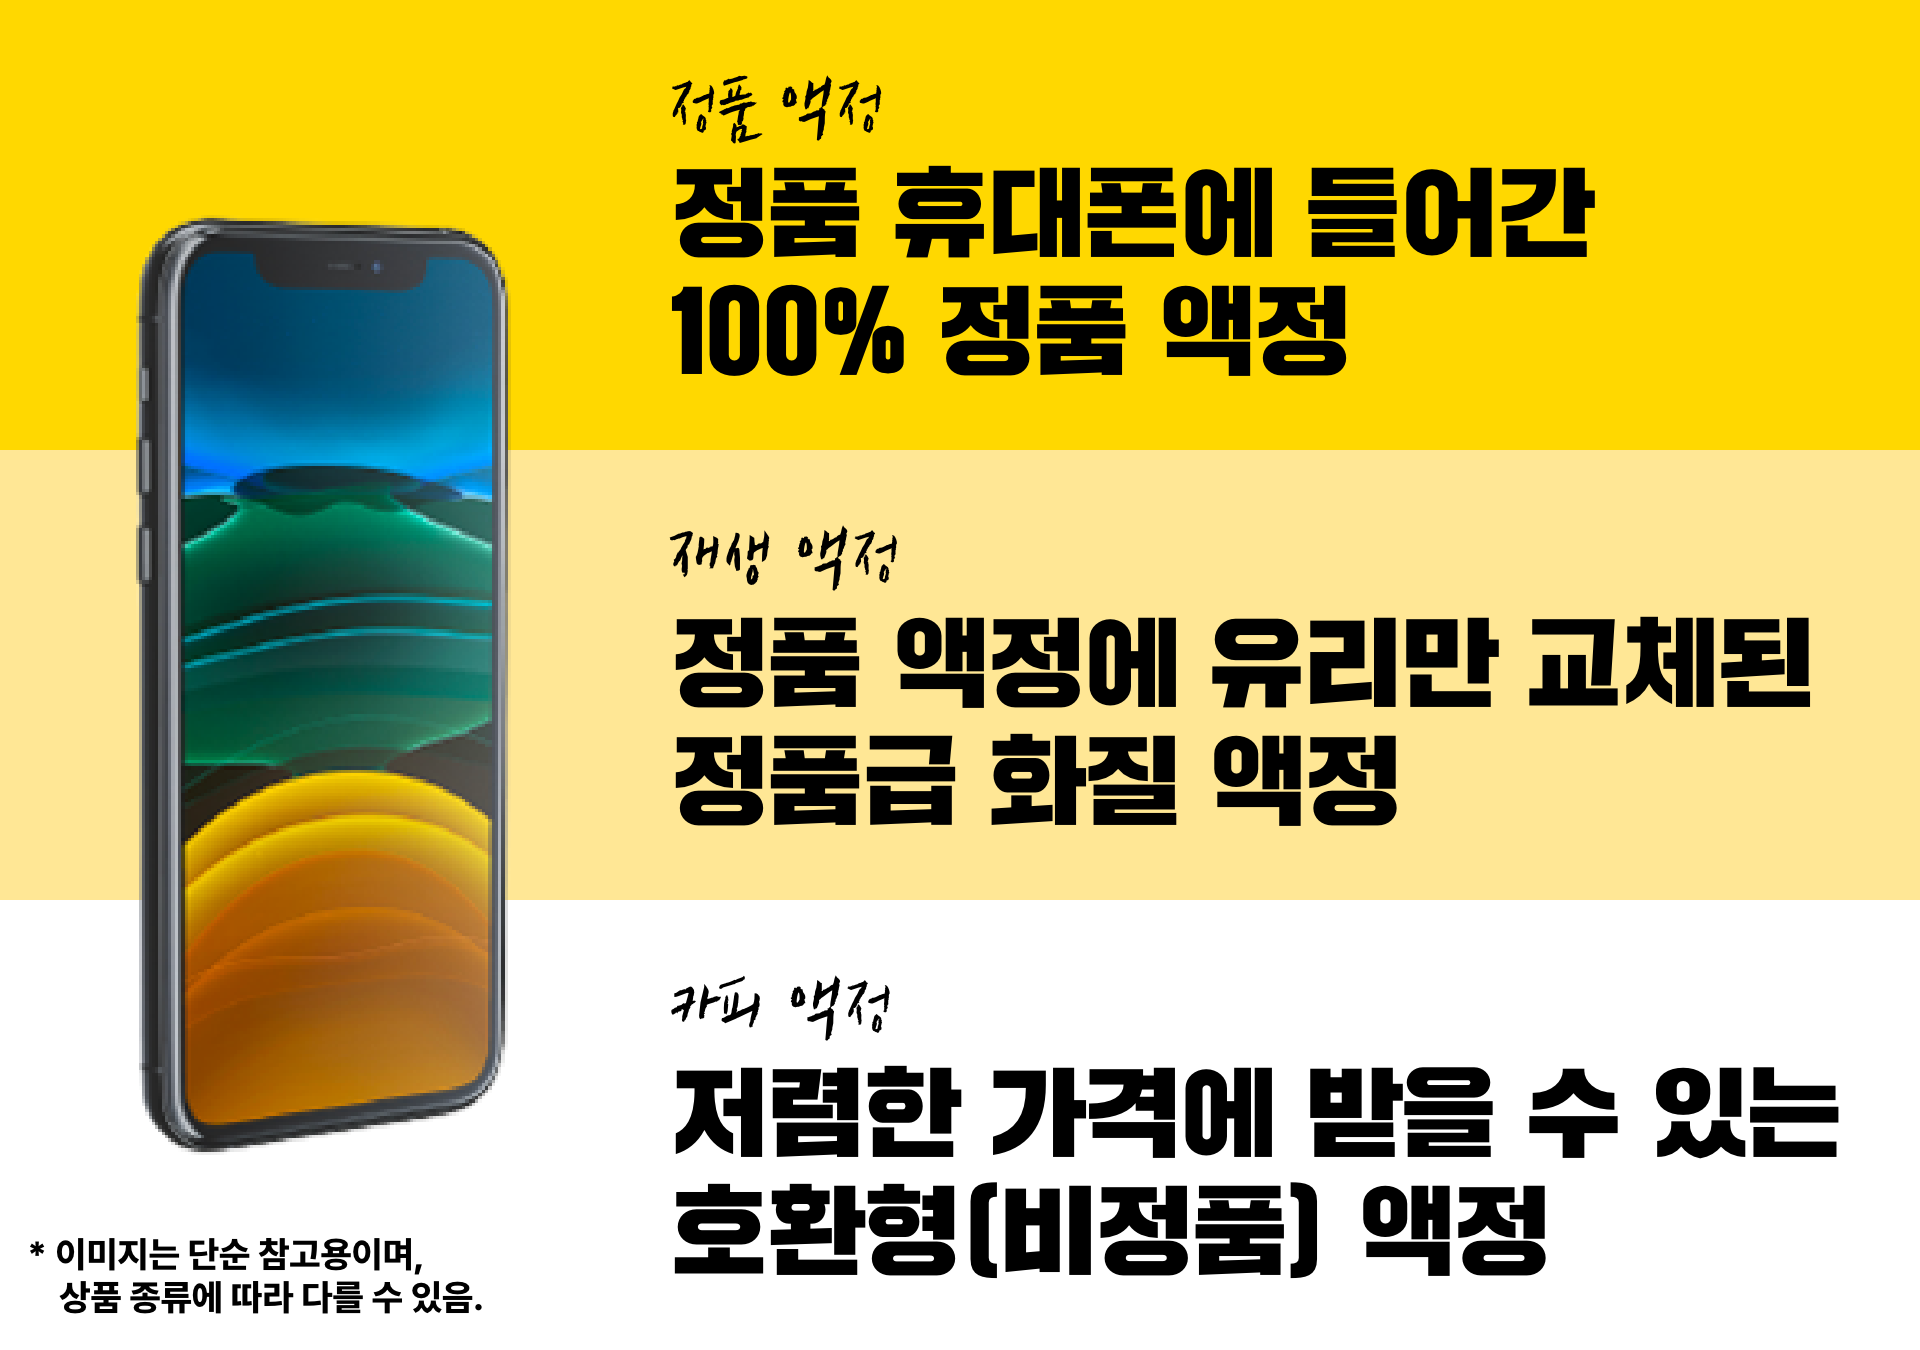 정품 액정
정품 휴대폰에 들어간
100% 정품 액정
재생 액정
정품 액정에 유리만 교체된
정품급 화질 액정
카피 액정
저렴한 가격에 받을 수 있는
호환형(비정품) 액정
* 이미지는 단순 참고용이며,
상품 종류에 따라 다를 수 있음.